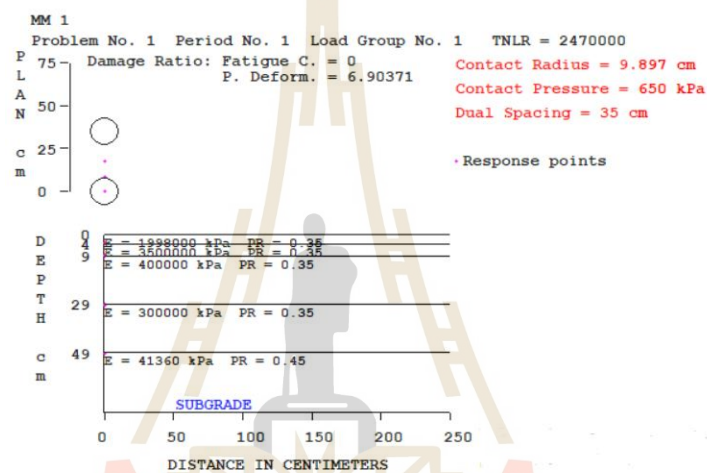 MM 1
Problem No. 1 Period No. 1 Load Group No. 1 TNLR = 2470000
Damage Ratio: Fatigue C. = 0
P. Deform. = 6.90371
Contact Radius = 9.897 cm
Contact Pressure = 650 kPa
Dual Spacing = 35 cm
PLAN cm
75
50
25
0
Response points
DEPTH cm
0
4
9
29
49
E = 1998000 kPa PR = 0.35
E = 3500000 kPa PR = 0.35
E = 400000 kPa PR = 0.35
E = 300000 kPa PR = 0.35
E = 41360 kPa PR = 0.45
SUBGRADE
0 50 100 150 200 250
DISTANCE IN CENTIMETERS